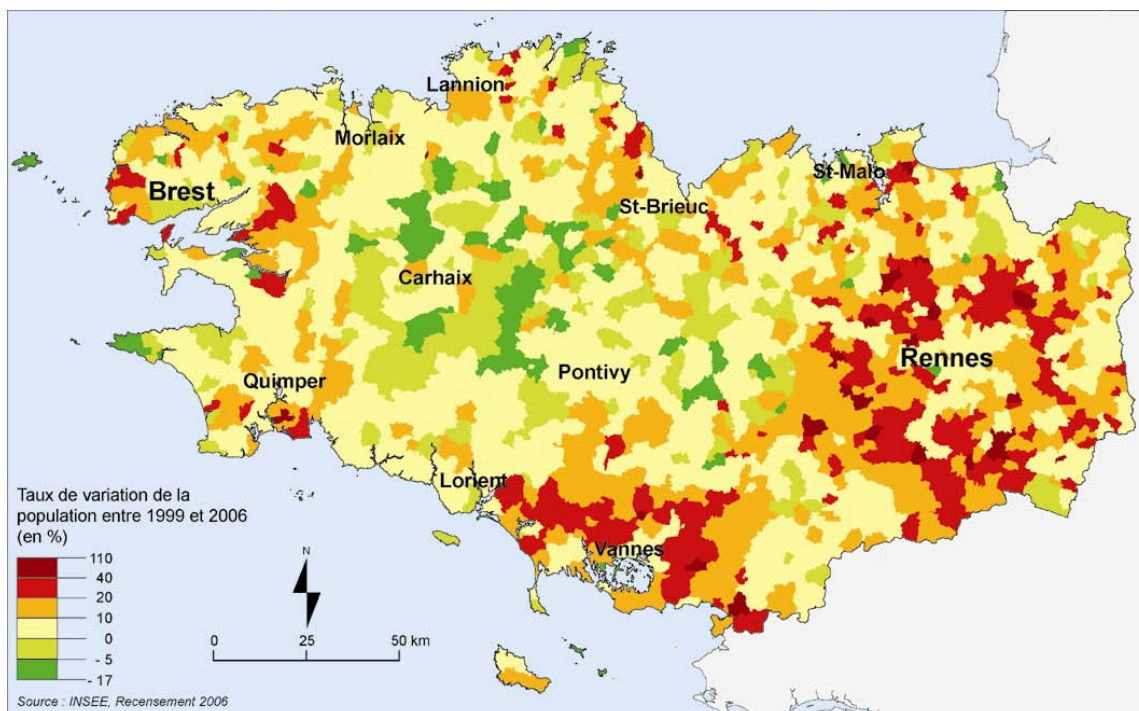 Lannion
Morlaix
Brest
St-Malo
St-Brieuc
Carhaix
Rennes
Pontivy
Quimper
Lorient
Vannes
Taux de variation de la
population entre 1999 et 2006
(en %)
110
40
20
10
0
- 5
- 17
N
0 25 50 km
Source : INSEE, Recensement 2006